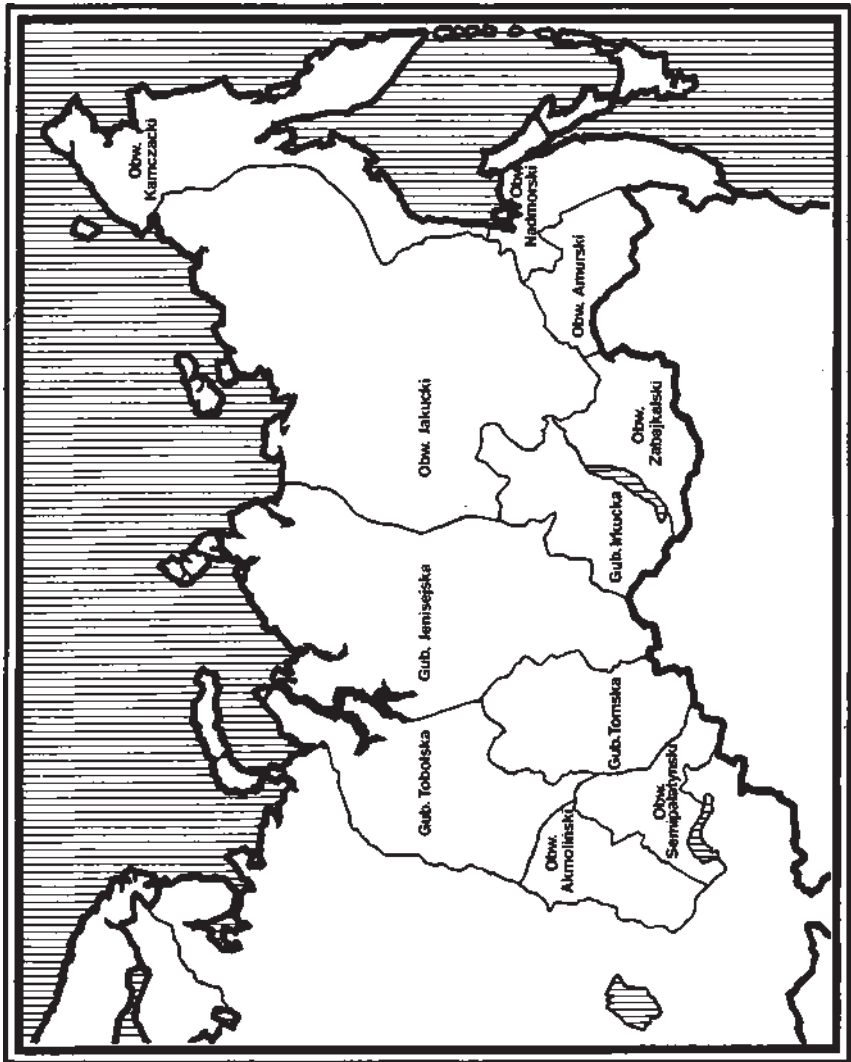 Obw.
Kamczacki
Obw.
Nadmorski
Obw. Amurski
Obw. Jakucki
Obw.
Zabajkalski
Gub. Irkucka
Gub. Jenisejska
Gub. Tomska
Gub. Tobolska
Obw.
Semipałatyński
Obw.
Akmoliński